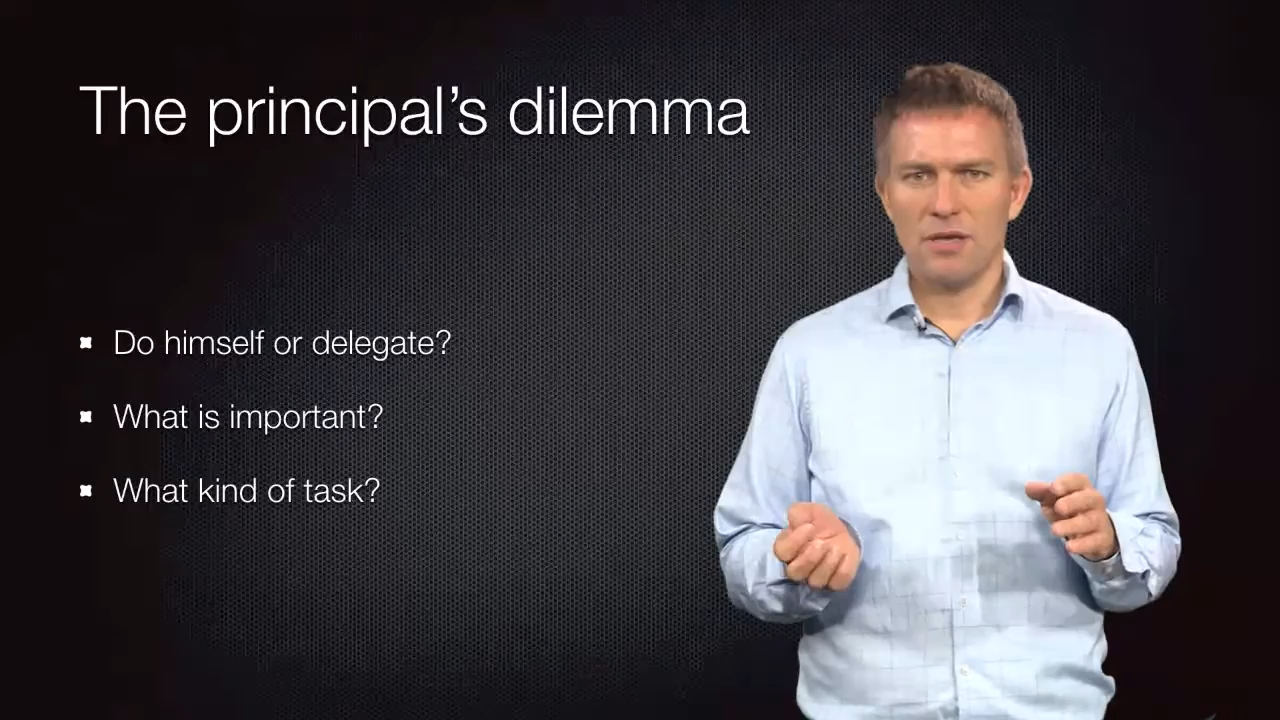 The principal’s dilemma
Do himself or delegate?
What is important?
What kind of task?